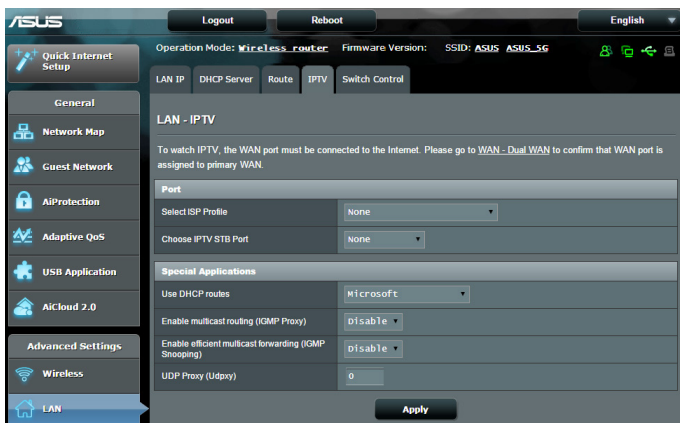 ASUS
Logout
Reboot
English
Quick Internet
Setup
Operation Mode: Wireless router Firmware Version: SSID: ASUS ASUS_5G
LAN IP DHCP Server Route IPTV Switch Control
General
Network Map
Guest Network
AiProtection
Adaptive QoS
USB Application
AiCloud 2.0
Advanced Settings
Wireless
LAN
LAN - IPTV
To watch IPTV, the WAN port must be connected to the Internet. Please go to WAN - Dual WAN to confirm that WAN port is
assigned to primary WAN.
Port
Select ISP Profile None
Choose IPTV STB Port None
Special Applications
Use DHCP routes Microsoft
Enable multicast routing (IGMP Proxy) Disable
Enable efficient multicast forwarding (IGMP
Snooping) Disable
UDP Proxy (Udpxy) 0
Apply